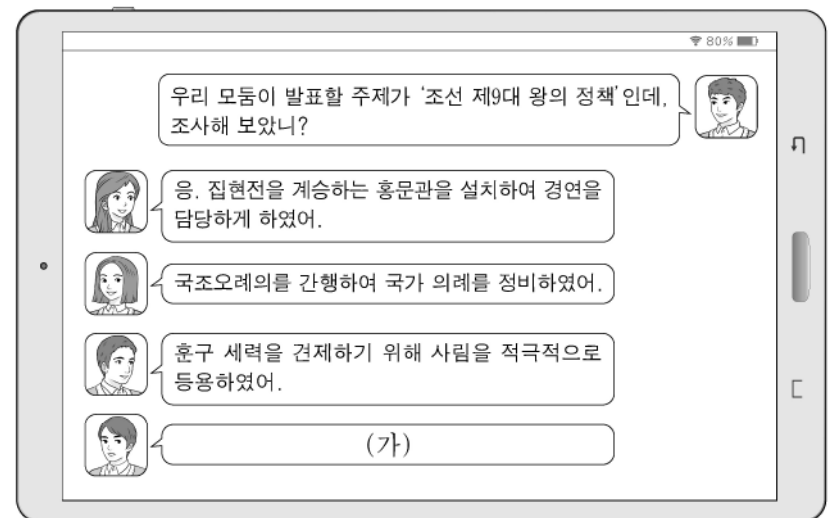 80%
우리 모둠이 발표할 주제가 ‘조선 제9대 왕의 정책’인데,
조사해 보았니?
응. 집현전을 계승하는 홍문관을 설치하여 경연을
담당하게 하였어.
국조오례의를 간행하여 국가 의례를 정비하였어.
훈구 세력을 견제하기 위해 사림을 적극적으로
등용하였어.
(가)